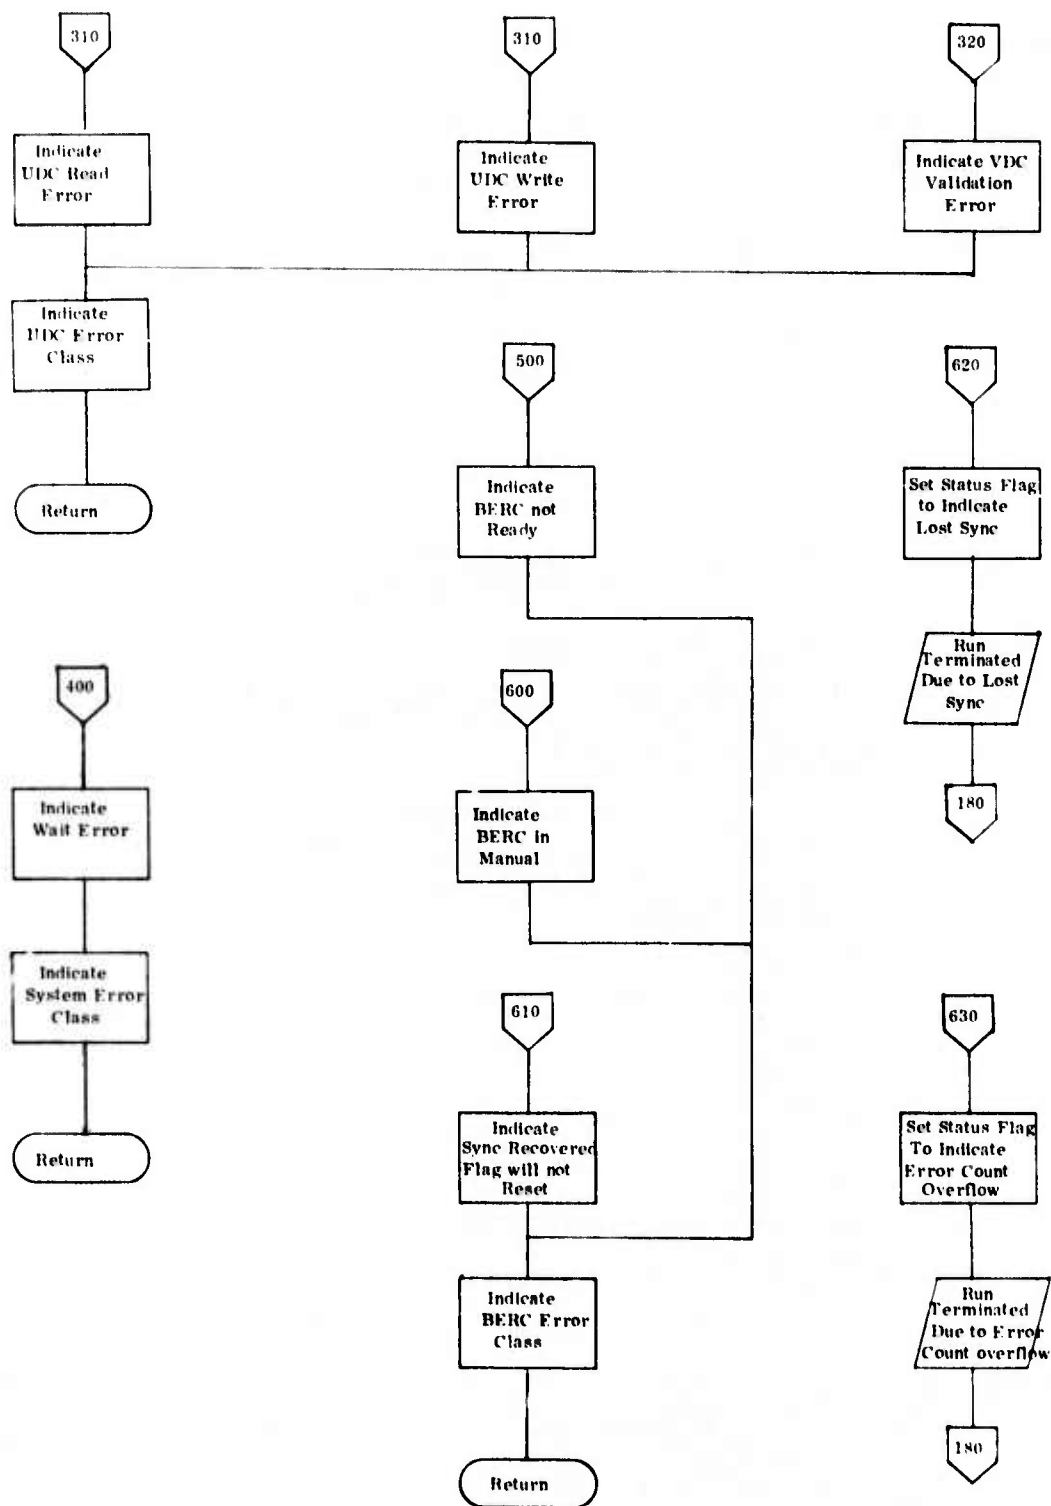 310
Indicate
UDC Read
Error
310
Indicate
UDC Write
Error
320
Indicate VDC
Validation
Error
Indicate
UDC Error
Class
Return
500
Indicate
BERC not
Ready
620
Set Status Flag
to Indicate
Lost Sync
Run
Terminated
Due to Lost
Sync
180
400
Indicate
Wait Error
Indicate
System Error
Class
Return
600
Indicate
BERC in
Manual
610
Indicate
Sync Recovered
Flag will not
Reset
Indicate
BERC Error
Class
Return
630
Set Status Flag
To Indicate
Error Count
Overflow
Run
Terminated
Due to Error
Count overflow
180